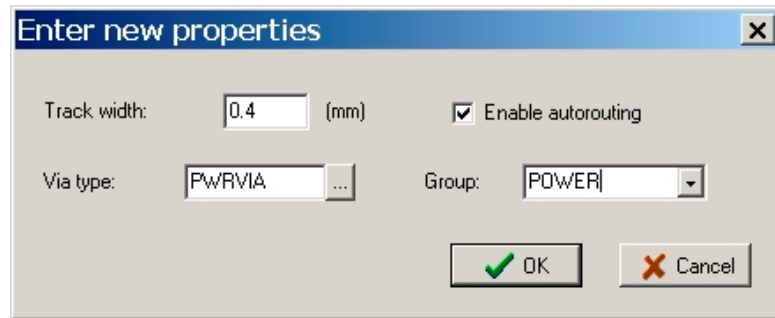 Enter new properties
Track width: 0.4 (mm) Enable autorouting
Via type: PWRVIA ... Group: POWER
OK Cancel